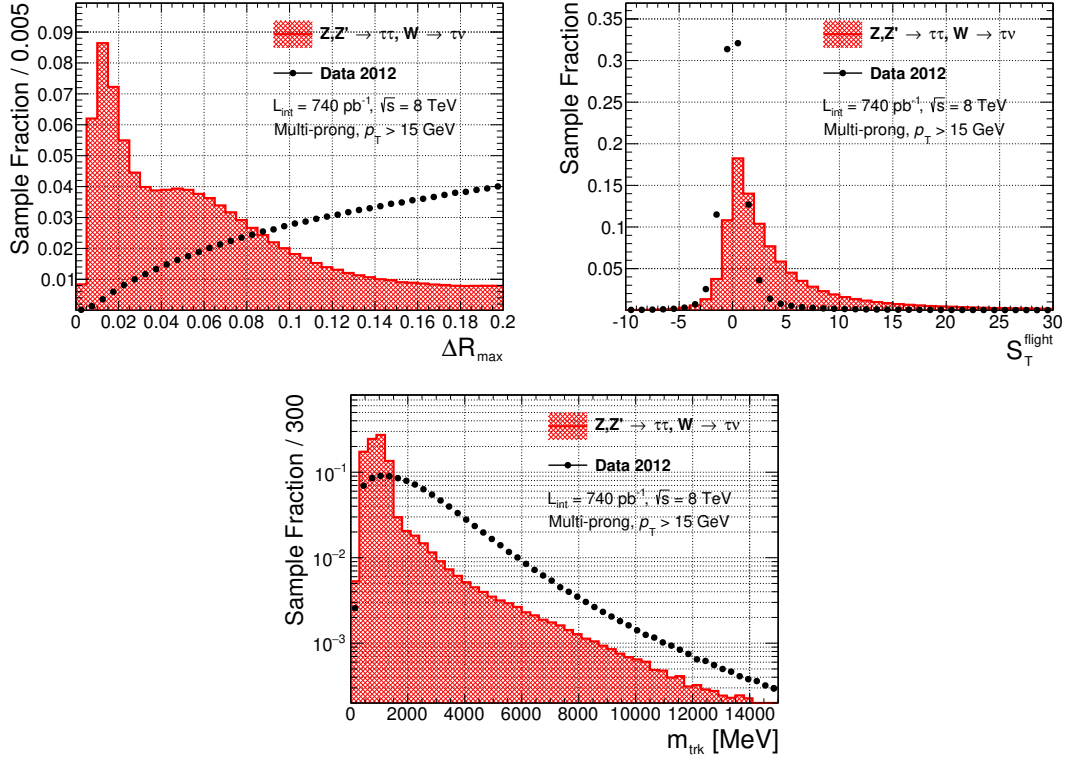 Sample Fraction / 0.005
0.09
0.08
0.07
0.06
0.05
0.04
0.03
0.02
0.01
Z,Z' → ττ, W → τν
Data 2012
L_int = 740 pb⁻¹, √s = 8 TeV
Multi-prong, p_T > 15 GeV
0 0.02 0.04 0.06 0.08 0.1 0.12 0.14 0.16 0.18 0.2
ΔR_max
Sample Fraction
0.35
0.30
0.25
0.20
0.15
0.10
0.05
Z,Z' → ττ, W → τν
Data 2012
L_int = 740 pb⁻¹, √s = 8 TeV
Multi-prong, p_T > 15 GeV
-10 -5 0 5 10 15 20 25 30
S_T^flight
Sample Fraction / 300
10⁻¹
10⁻²
10⁻³
Z,Z' → ττ, W → τν
Data 2012
L_int = 740 pb⁻¹, √s = 8 TeV
Multi-prong, p_T > 15 GeV
0 2000 4000 6000 8000 10000 12000 14000
m_trk [MeV]